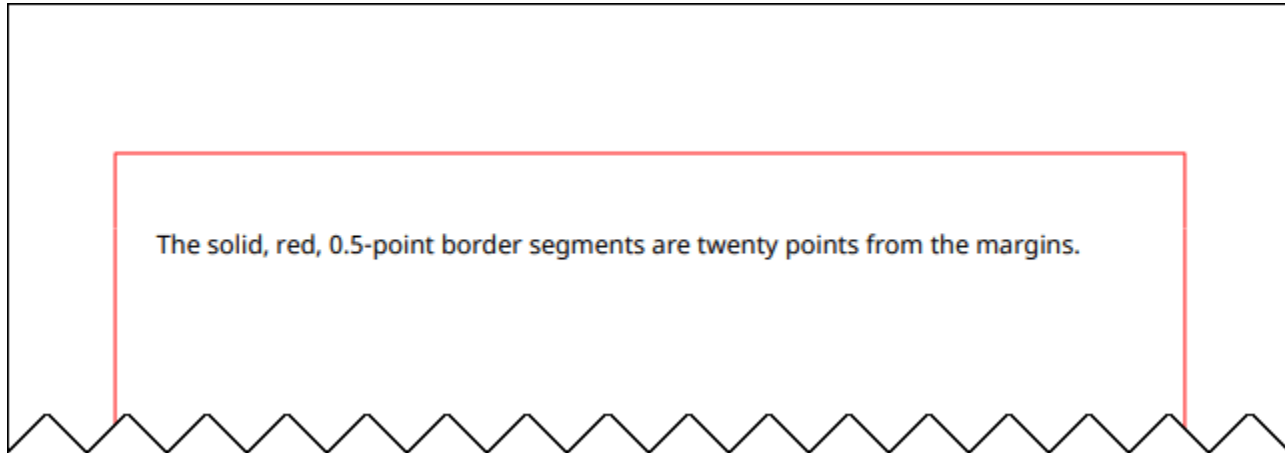 The solid, red, 0.5-point border segments are twenty points from the margins.